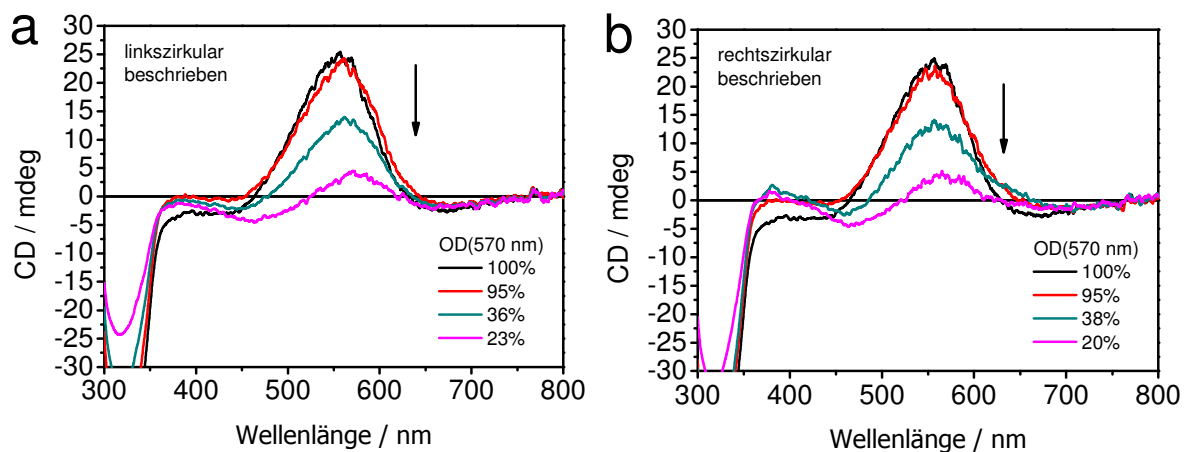 a
linkszirkular
beschrieben
CD / mdeg
30
25
20
15
10
5
0
-5
-10
-15
-20
-25
-30
OD(570 nm)
100%
95%
36%
23%
300 400 500 600 700 800
Wellenlänge / nm
b
rechtszirkular
beschrieben
CD / mdeg
30
25
20
15
10
5
0
-5
-10
-15
-20
-25
-30
OD(570 nm)
100%
95%
38%
20%
300 400 500 600 700 800
Wellenlänge / nm